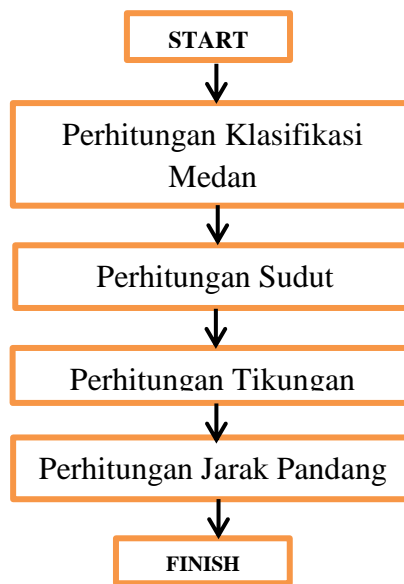 START
Perhitungan Klasifikasi
Medan
Perhitungan Sudut
Perhitungan Tikungan
Perhitungan Jarak Pandang
FINISH